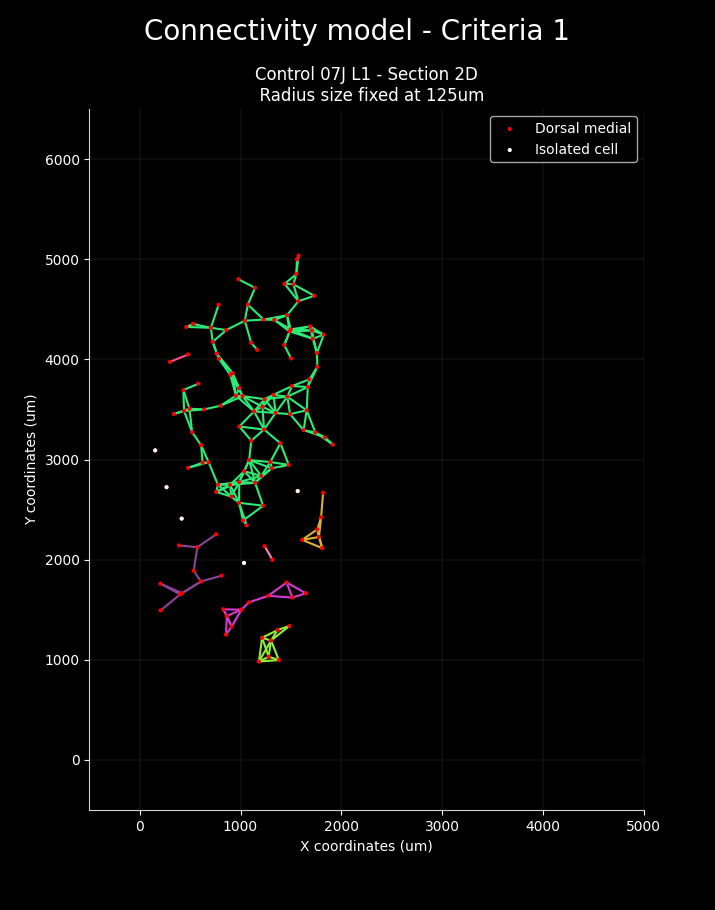 Connectivity model - Criteria 1
Control 07J L1 - Section 2D
Radius size fixed at 125um
Dorsal medial
Isolated cell
6000
5000
4000
3000
2000
1000
0
Y coordinates (um)
0 1000 2000 3000 4000 5000
X coordinates (um)